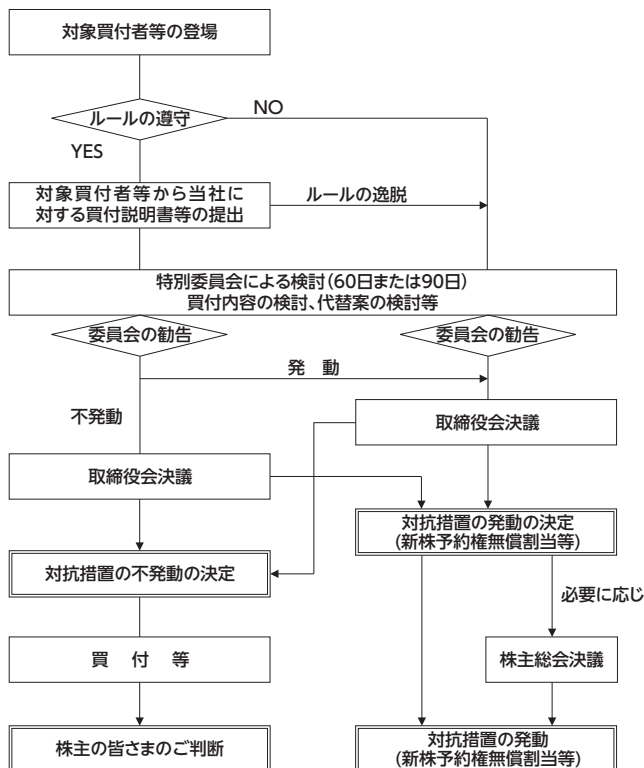 対象買付者等の登場
ルールの遵守
NO
YES
対象買付者等から当社に
対する買付説明書等の提出
ルールの逸脱
特別委員会による検討(60日または90日)
買付内容の検討、代替案の検討等
委員会の勧告
委員会の勧告
発　動
不発動
取締役会決議
取締役会決議
対抗措置の発動の決定
(新株予約権無償割当等)
対抗措置の不発動の決定
必要に応じ
買　付　等
株主総会決議
株主の皆さまのご判断
対抗措置の発動
(新株予約権無償割当等)